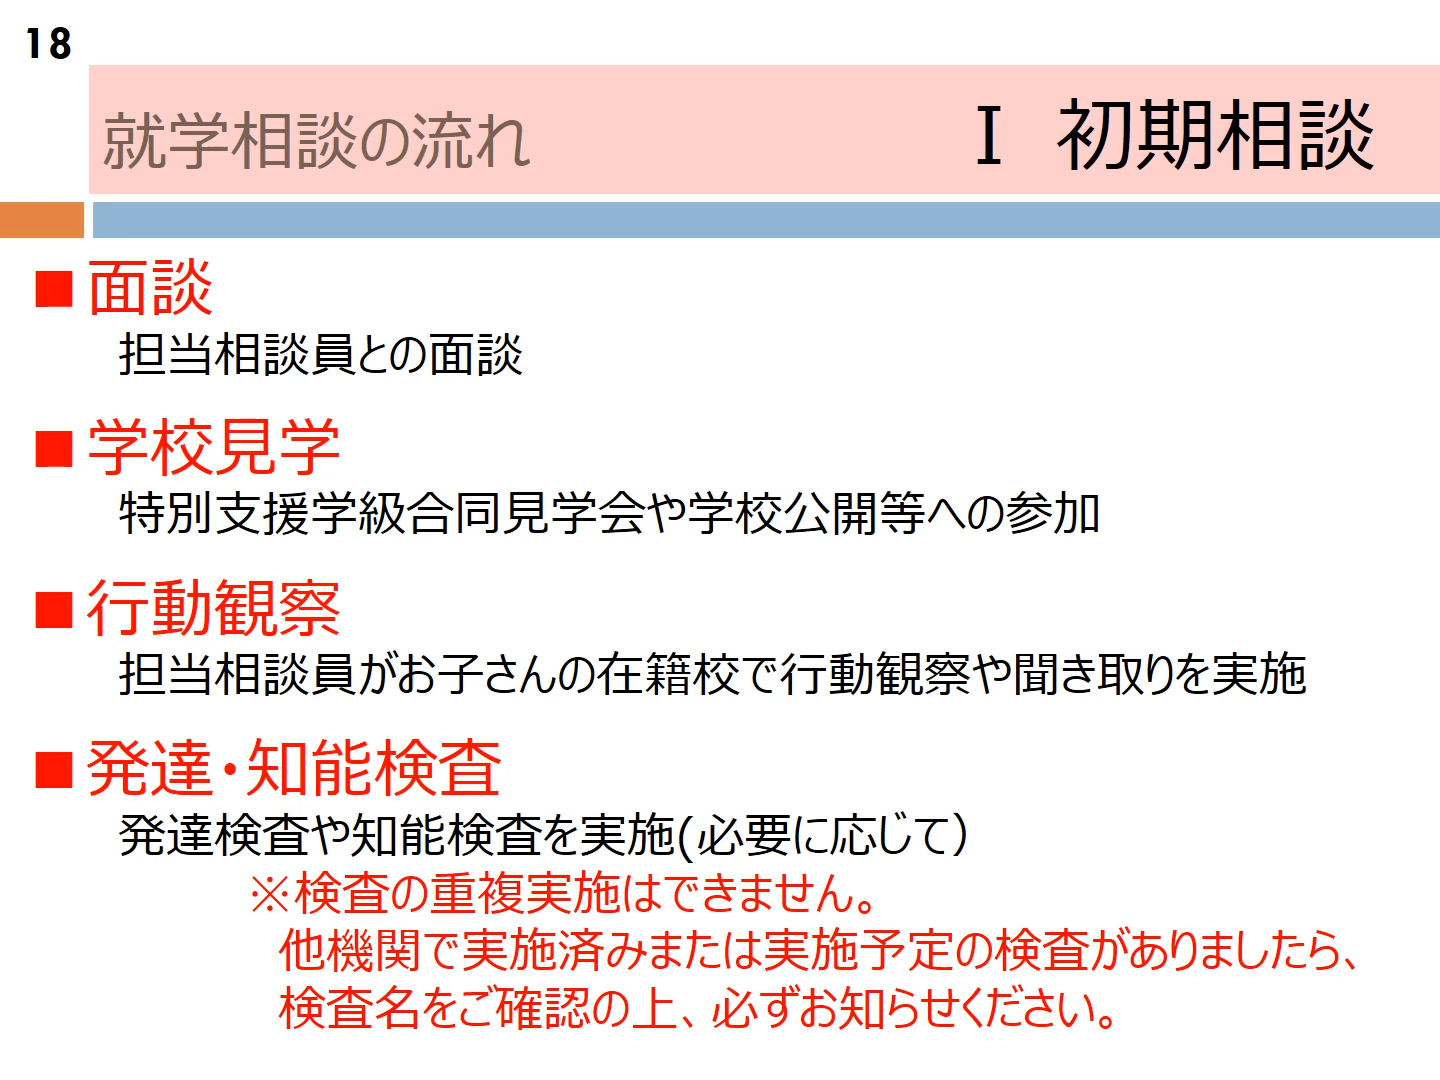 18
就学相談の流れ Ⅰ 初期相談
■面談
担当相談員との面談
■学校見学
特別支援学級合同見学会や学校公開等への参加
■行動観察
担当相談員がお子さんの在籍校で行動観察や聞き取りを実施
■発達・知能検査
発達検査や知能検査を実施(必要に応じて)
※検査の重複実施はできません。
他機関で実施済みまたは実施予定の検査がありましたら、
検査名をご確認の上、必ずお知らせください。